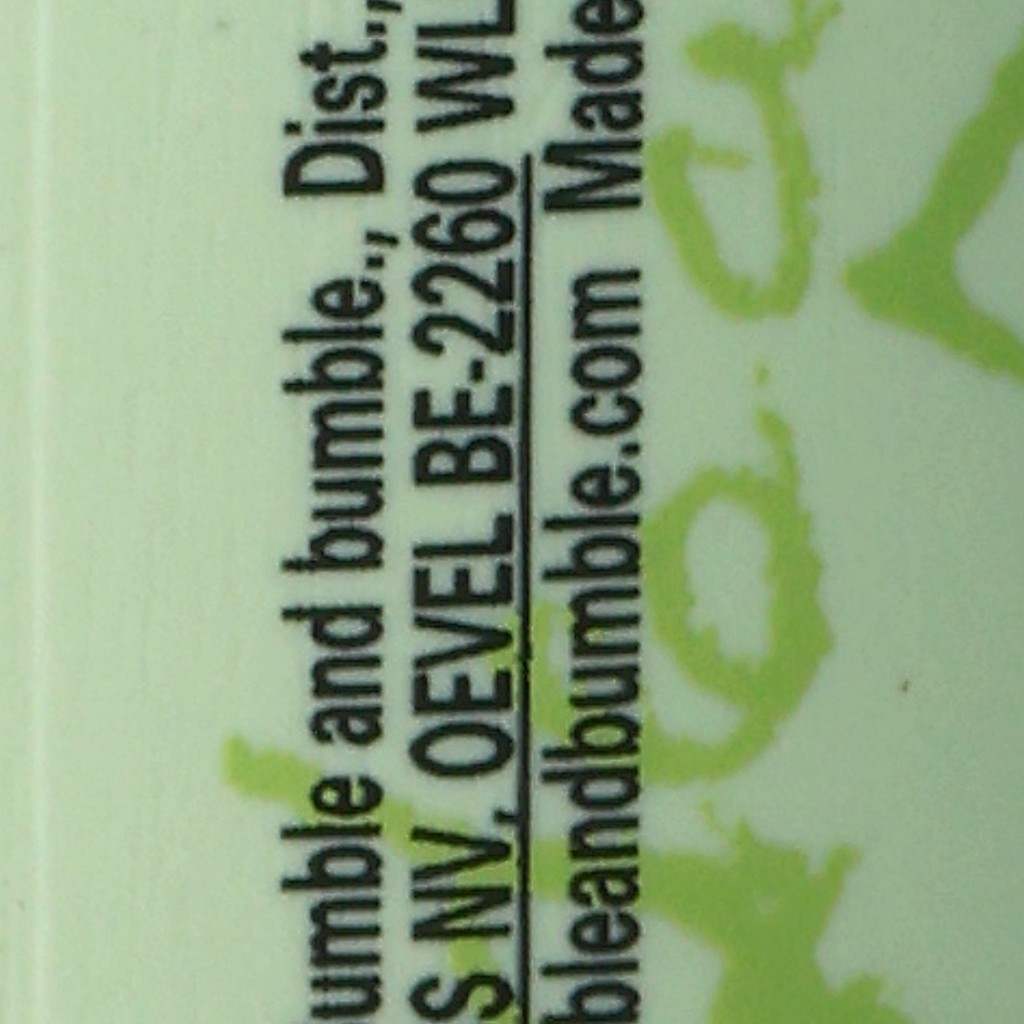 umble and bumble., Dist.,
S NV, OEVEL BE-2260 WL
bleandbumble.com Made